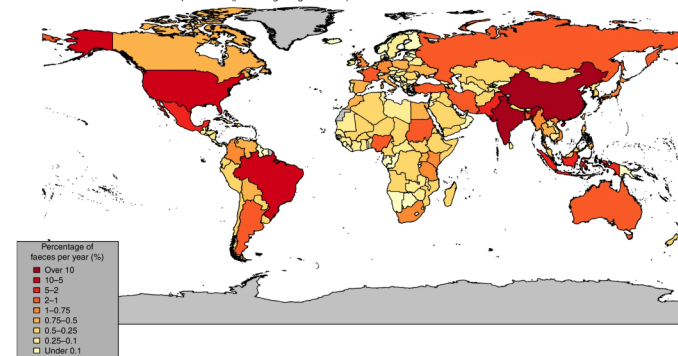 Percentage of
faeces per year (%)
Over 10
10–5
5–2
2–1
1–0.75
0.75–0.5
0.5–0.25
0.25–0.1
Under 0.1